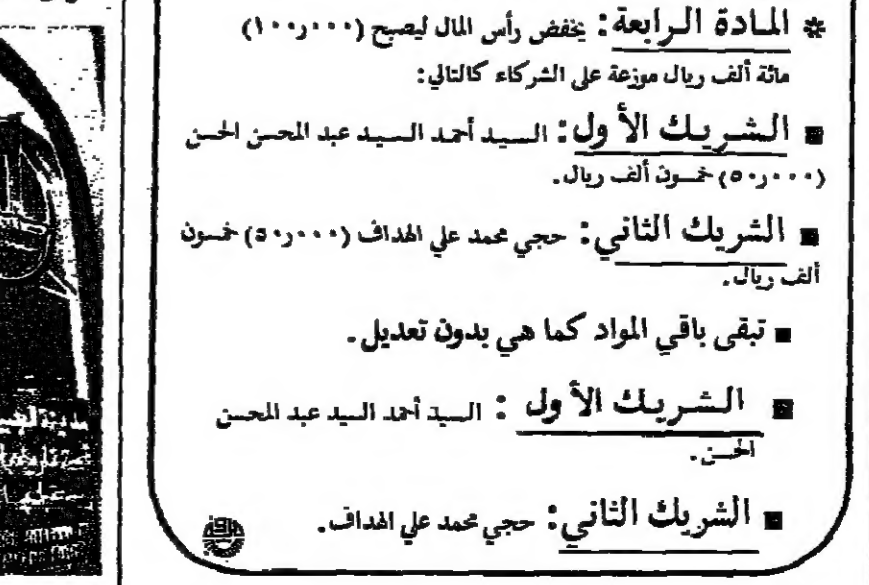 * المادة الرابعة: يخفض رأس المال ليصبح (١٠٠٫٠٠٠)
مائة ألف ريال موزعة على الشركاء كالتالي:
■ الشريك الأول: السيد أحمد السيد عبد المحسن الحسن
(٥٠٫٠٠٠) خمسون ألف ريال.
■ الشريك الثاني: حجي محمد علي الهداف (٥٠٫٠٠٠) خمسون
ألف ريال.
■ تبقى باقي المواد كما هي بدون تعديل.
■ الشريك الأول: السيد أحمد السيد عبد المحسن
الحسن.
■ الشريك الثاني: حجي محمد علي الهداف.